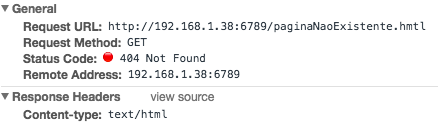 General
Request URL: http://192.168.1.38:6789/paginaNaoExistente.hmtl
Request Method: GET
Status Code: 404 Not Found
Remote Address: 192.168.1.38:6789
Response Headers view source
Content-type: text/html